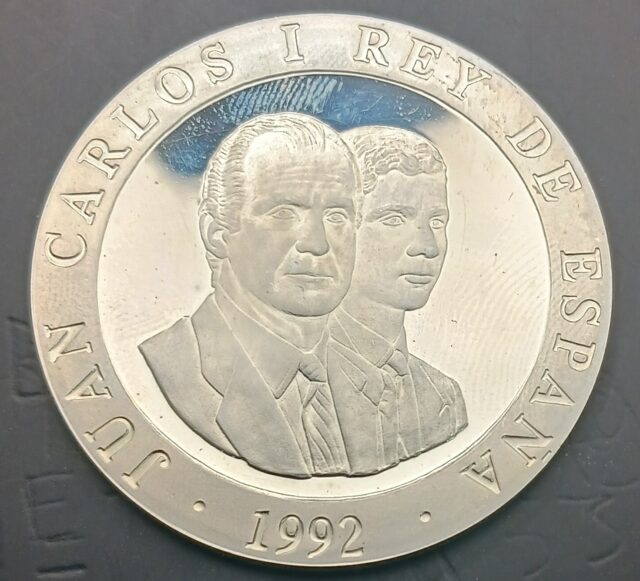 · JUAN CARLOS I REY DE ESPAÑA ·
1992